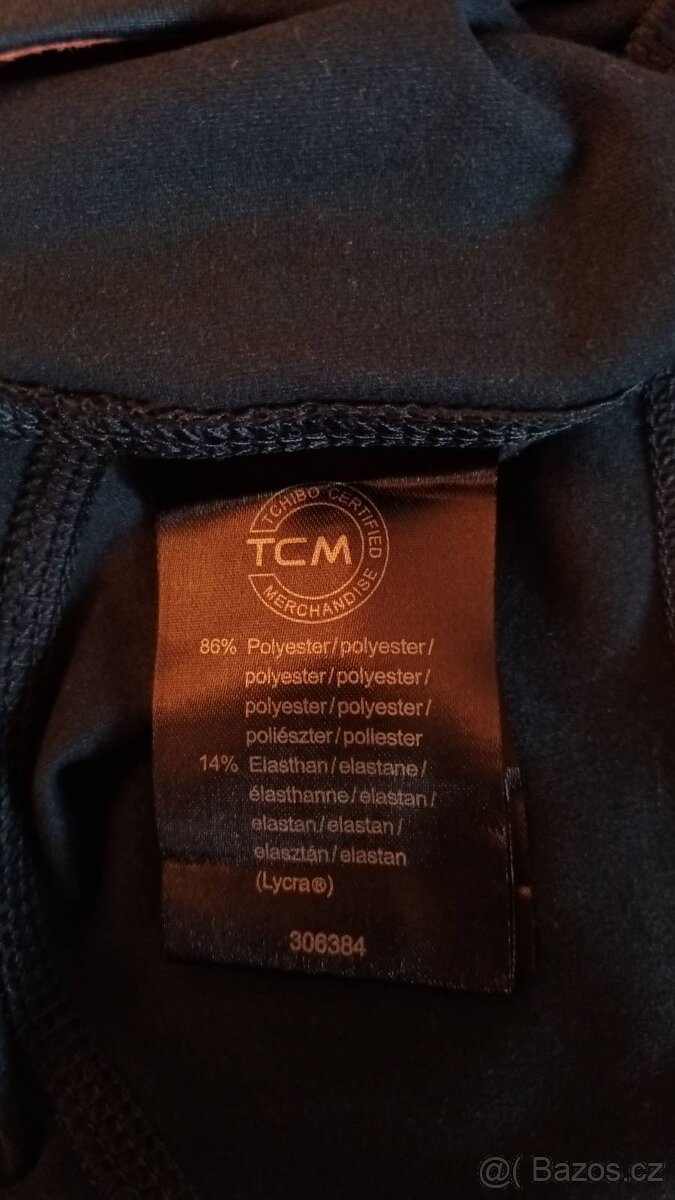 TCHIBO CERTIFIED
TCM
MERCHANDISE
86% Polyester/polyester/
polyester/polyester/
polyester/polyester/
poliészter/poliester
14% Elasthan/elastane/
élasthanne/elastan/
elastan/elastan/
elasztán/elastan
(Lycra®)
306384
@( Bazos.cz